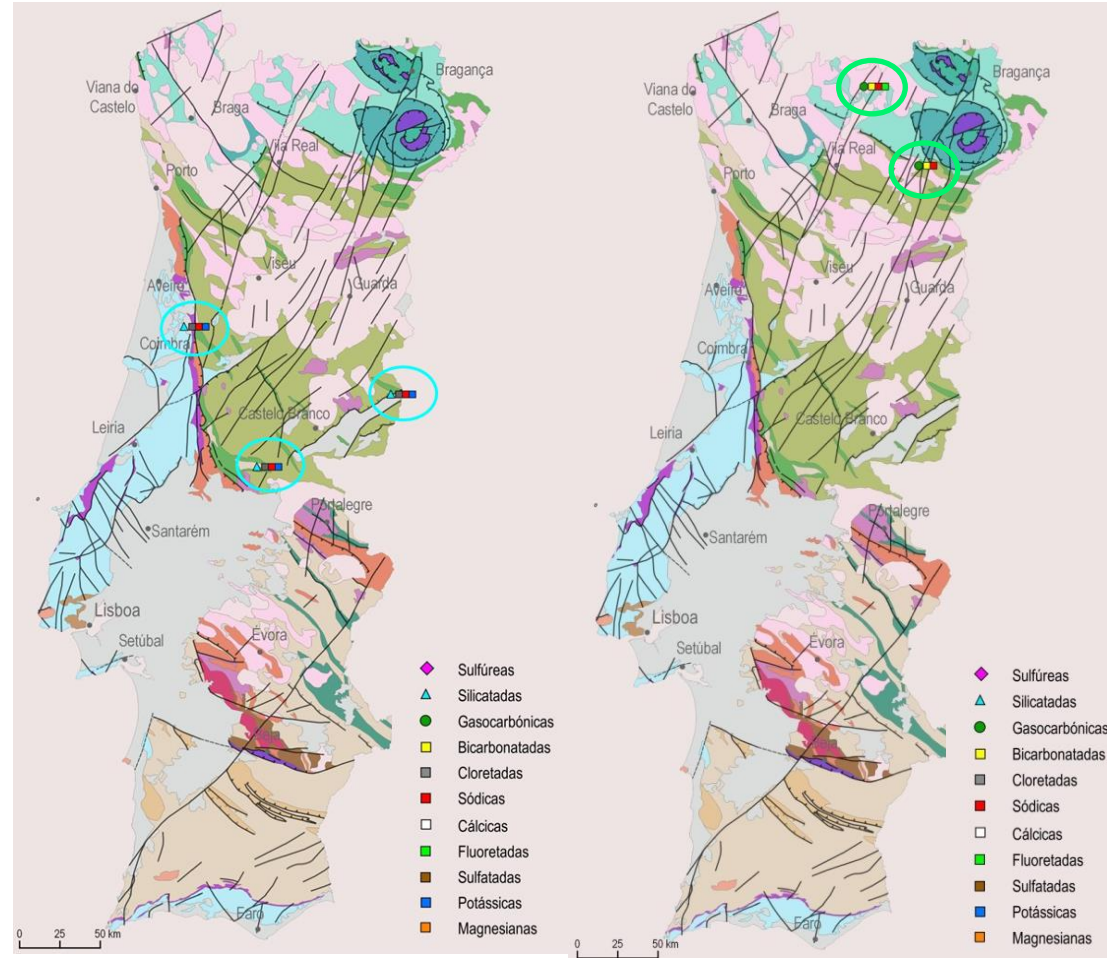 Viana do
Castelo
Braga
Bragança
Vila Real
Porto
Viseu
Aveiro
Guarda
Coimbra
Castelo Branco
Leiria
Portalegre
Santarém
Lisboa
Setúbal
Évora
Faro
Sulfúreas
Silicatadas
Gasocarbónicas
Bicarbonatadas
Cloretadas
Sódicas
Cálcicas
Fluoretadas
Sulfatadas
Potássicas
Magnesianas
0 25 50 km
Viana do
Castelo
Braga
Bragança
Vila Real
Porto
Viseu
Aveiro
Guarda
Coimbra
Castelo Branco
Leiria
Portalegre
Santarém
Lisboa
Setúbal
Évora
Faro
Sulfúreas
Silicatadas
Gasocarbónicas
Bicarbonatadas
Cloretadas
Sódicas
Cálcicas
Fluoretadas
Sulfatadas
Potássicas
Magnesianas
0 25 50 km